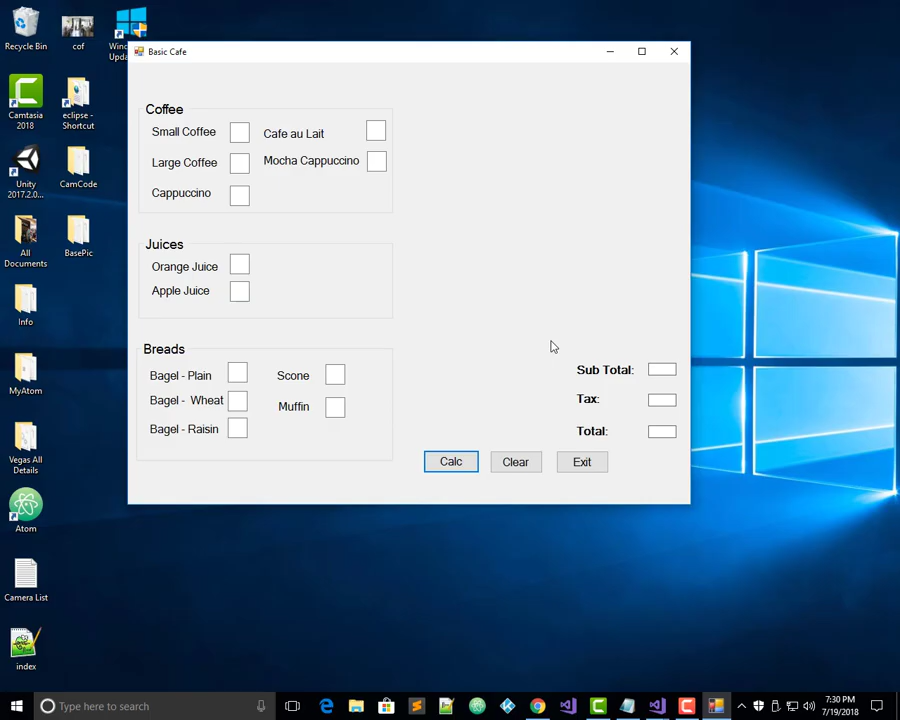 Recycle Bin
cof
Wind
Upda
Camtasia
2018
eclipse -
Shortcut
Unity
2017.2.0...
CamCode
All
Documents
BasePic
Info
MyAtom
Vegas All
Details
Atom
Camera List
index
Basic Cafe
Coffee
Small Coffee
Cafe au Lait
Large Coffee
Mocha Cappuccino
Cappuccino
Juices
Orange Juice
Apple Juice
Breads
Bagel - Plain
Scone
Bagel - Wheat
Muffin
Bagel - Raisin
Sub Total:
Tax:
Total:
Calc
Clear
Exit
Type here to search
7:30 PM
7/19/2018